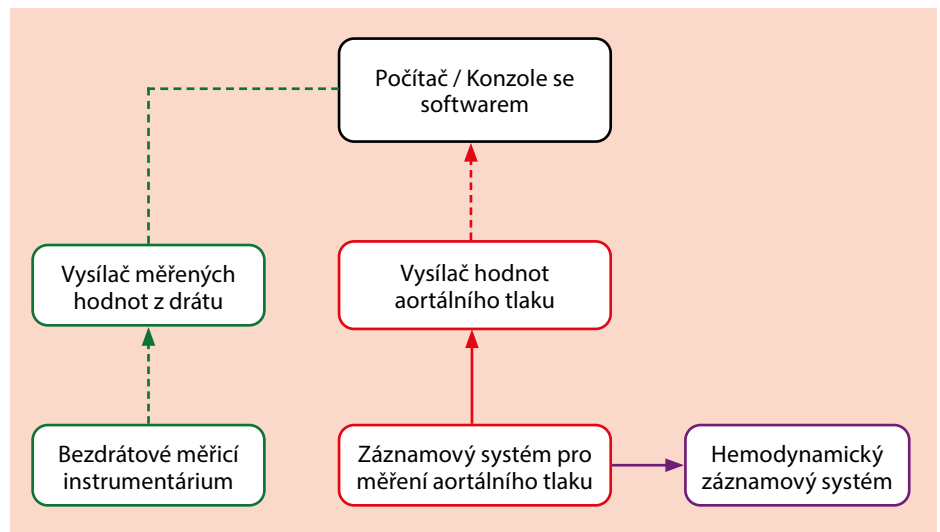 Počítač / Konzole se
softwarem
Vysílač měřených
hodnot z drátu
Vysílač hodnot
aortálního tlaku
Bezdrátové měřicí
instrumentárium
Záznamový systém pro
měření aortálního tlaku
Hemodynamický
záznamový systém